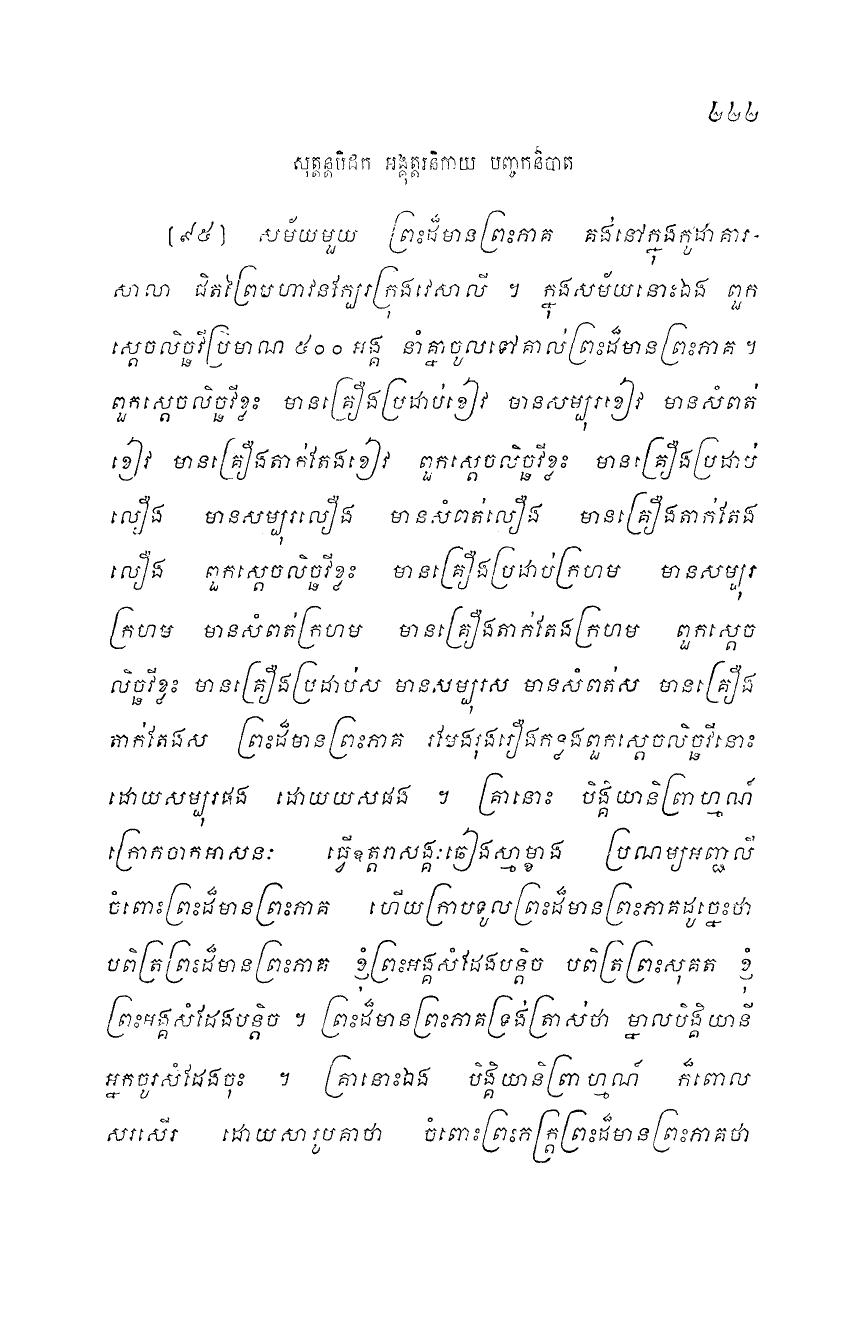 ២២២
សុត្តន្តបិដក អង្គុត្តរនិកាយ បញ្ចកនិបាត
(៩៥) សម័យមួយ ព្រះដ៏មានព្រះភាគ គង់នៅក្នុងកូដាគារ-
សាលា ជិតព្រៃមហាវនក្បែរក្រុងវេសាលី ។ ក្នុងសម័យនោះឯង ពួក
ស្តេចលិច្ឆវីប្រមាណ ៥០០ អង្គ នាំគ្នាចូលទៅគាល់ព្រះដ៏មានព្រះភាគ ។
ពួកស្តេចលិច្ឆវីខ្លះ មានគ្រឿងប្រដាប់ខៀវ មានសម្បុរខៀវ មានសំពត់
ខៀវ មានគ្រឿងតាក់តែងខៀវ ពួកស្តេចលិច្ឆវីខ្លះ មានគ្រឿងប្រដាប់
លឿង មានសម្បុរលឿង មានសំពត់លឿង មានគ្រឿងតាក់តែង
លឿង ពួកស្តេចលិច្ឆវីខ្លះ មានគ្រឿងប្រដាប់ក្រហម មានសម្បុរ
ក្រហម មានសំពត់ក្រហម មានគ្រឿងតាក់តែងក្រហម ពួកស្តេច
លិច្ឆវីខ្លះ មានគ្រឿងប្រដាប់ស មានសម្បុរស មានសំពត់ស មានគ្រឿង
តាក់តែងស ព្រះដ៏មានព្រះភាគ រមែងរុងរឿងកន្លងពួកស្តេចលិច្ឆវីនោះ
ដោយសម្បុរផង ដោយយសផង ។ គ្រានោះ បិង្គិយានិព្រាហ្មណ៍
ក្រោកចាកអាសនៈ ធ្វើឧត្តរាសង្គៈឆៀងស្មាម្ខាង ប្រណម្យអញ្ជលី
ចំពោះព្រះដ៏មានព្រះភាគ ហើយក្រាបទូលព្រះដ៏មានព្រះភាគដូច្នេះថា
បពិត្រព្រះដ៏មានព្រះភាគ ខ្ញុំព្រះអង្គសំដែងបន្តិច បពិត្រព្រះសុគត ខ្ញុំ
ព្រះអង្គសំដែងបន្តិច ។ ព្រះដ៏មានព្រះភាគទ្រង់ត្រាស់ថា ម្នាលបិង្គិយានី
អ្នកចូរសំដែងចុះ ។ គ្រានោះឯង បិង្គិយានិព្រាហ្មណ៍ ក៏ពោល
សរសើរ ដោយសារូបគាថា ចំពោះព្រះភក្ត្រព្រះដ៏មានព្រះភាគថា